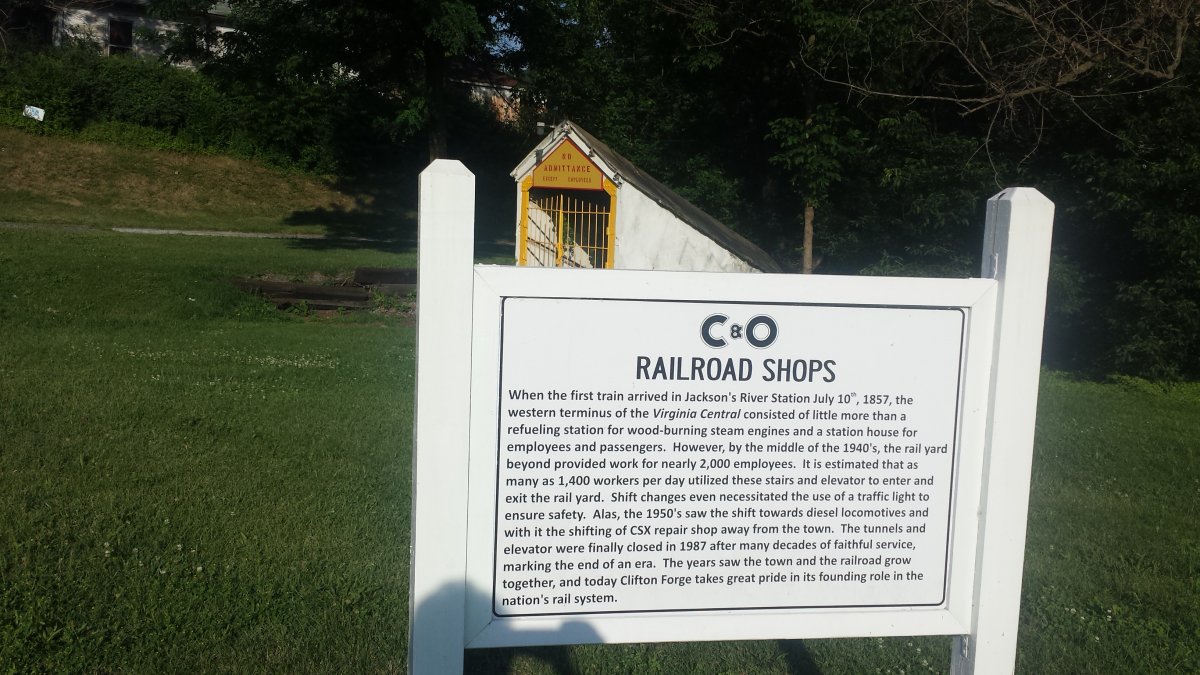 NO
ADMITTANCE
EXCEPT EMPLOYEES
C&O
RAILROAD SHOPS
When the first train arrived in Jackson's River Station July 10th, 1857, the
western terminus of the Virginia Central consisted of little more than a
refueling station for wood-burning steam engines and a station house for
employees and passengers. However, by the middle of the 1940's, the rail yard
beyond provided work for nearly 2,000 employees. It is estimated that as
many as 1,400 workers per day utilized these stairs and elevator to enter and
exit the rail yard. Shift changes even necessitated the use of a traffic light to
ensure safety. Alas, the 1950's saw the shift towards diesel locomotives and
with it the shifting of CSX repair shop away from the town. The tunnels and
elevator were finally closed in 1987 after many decades of faithful service,
marking the end of an era. The years saw the town and the railroad grow
together, and today Clifton Forge takes great pride in its founding role in the
nation's rail system.